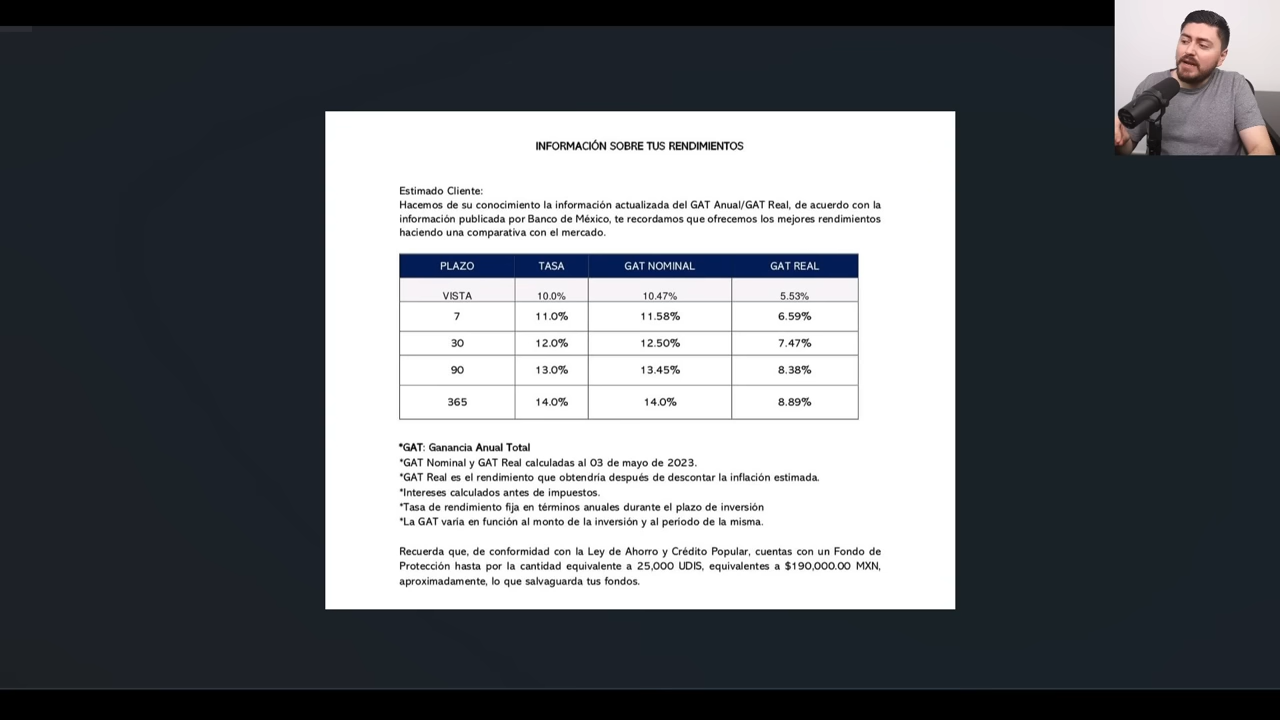 INFORMACIÓN SOBRE TUS RENDIMIENTOS
Estimado Cliente:
Hacemos de su conocimiento la información actualizada del GAT Anual/GAT Real, de acuerdo con la
información publicada por Banco de México, te recordamos que ofrecemos los mejores rendimientos
haciendo una comparativa con el mercado.
PLAZO TASA GAT NOMINAL GAT REAL
VISTA 10.0% 10.47% 5.53%
7 11.0% 11.58% 6.59%
30 12.0% 12.50% 7.47%
90 13.0% 13.45% 8.38%
365 14.0% 14.0% 8.89%
*GAT: Ganancia Anual Total
*GAT Nominal y GAT Real calculadas al 03 de mayo de 2023.
*GAT Real es el rendimiento que obtendría después de descontar la inflación estimada.
*Intereses calculados antes de impuestos.
*Tasa de rendimiento fija en términos anuales durante el plazo de inversión
*La GAT varia en función al monto de la inversión y al periodo de la misma.
Recuerda que, de conformidad con la Ley de Ahorro y Crédito Popular, cuentas con un Fondo de
Protección hasta por la cantidad equivalente a 25,000 UDIS, equivalentes a $190,000.00 MXN,
aproximadamente, lo que salvaguarda tus fondos.